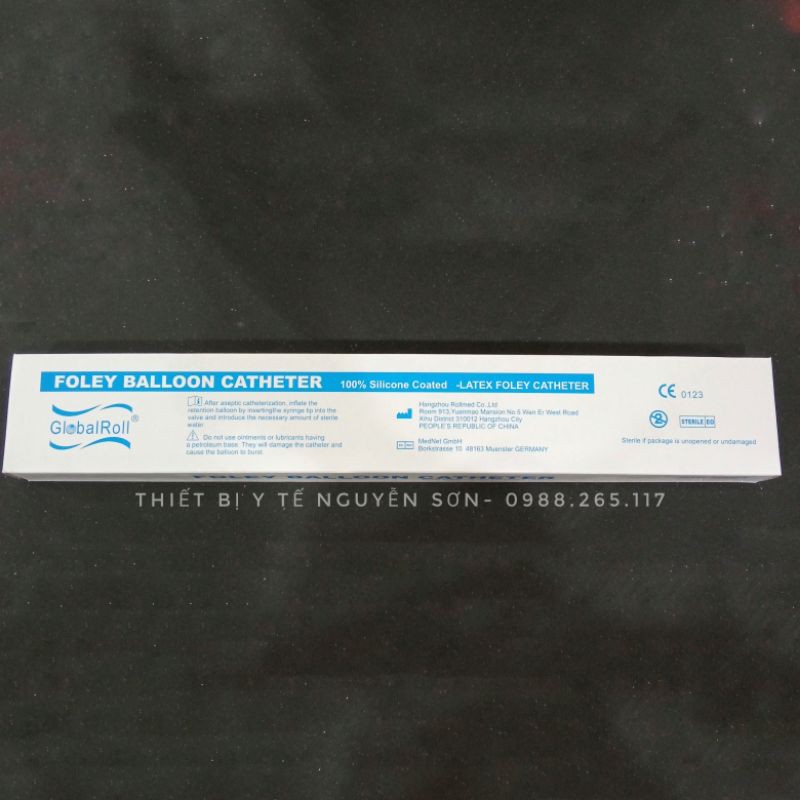 FOLEY BALLOON CATHETER 100% Silicone Coated -LATEX FOLEY CATHETER
GlobalRoll®
After aseptic catheterization, inflate the
retention balloon by insertingthe syringe tip into the
valve and introduce the necessary amount of sterile
water.
Do not use ointments or lubricants having
a petroleum base. They will damage the catheter and
cause the balloon to burst.
Hangzhou Rollmed Co.,Ltd
Room 913,Yuanmao Mansion No 5 Wen Er West Road
Xihu District 310012 Hangzhou City
PEOPLE'S REPUBLIC OF CHINA
EC REP
MedNet GmbH
Borkstrasse 10 48163 Muenster GERMANY
CE 0123
2
STERILE EO
Sterile if package is unopened or undamaged
FOLEY BALLOON CATHETER
THIẾT BỊ Y TẾ NGUYỄN SƠN- 0988.265.117